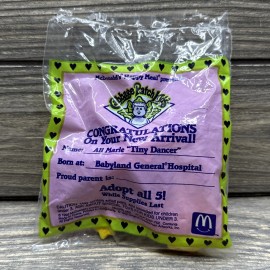 McDonald's Happy Meal
Cabbage Patch Kids
CONGRATULATIONS
On Your New Arrival!
Name: Ali Marie "Tiny Dancer"
Born at: Babyland General Hospital
Proud parent is:
Adopt all 5!
While Supplies Last